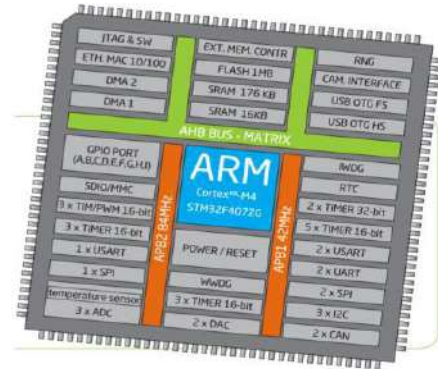 JTAG & SW
ETH. MAC 10/100
DMA 2
DMA 1
EXT. MEM. CONTR
FLASH 1MB
SRAM 176 KB
SRAM 16KB
RNG
CAM. INTERFACE
USB OTG FS
USB OTG HS
AHB BUS - MATRIX
GPIO PORT
(A,B,C,D,E,F,G,H,I)
SDIO/MMC
3 x TIM/PWM 16-bit
3 x TIMER 16-bit
1 x USART
1 x SPI
temperature sensor
3 x ADC
APB2 84MHz
ARM
Cortex™-M4
STM32F407ZG
POWER / RESET
WWDG
3 x TIMER 16-bit
2 x DAC
APB1 42MHz
IWDG
RTC
2 x TIMER 32-bit
5 x TIMER 16-bit
2 x USART
2 x UART
2 x SPI
3 x I2C
2 x CAN